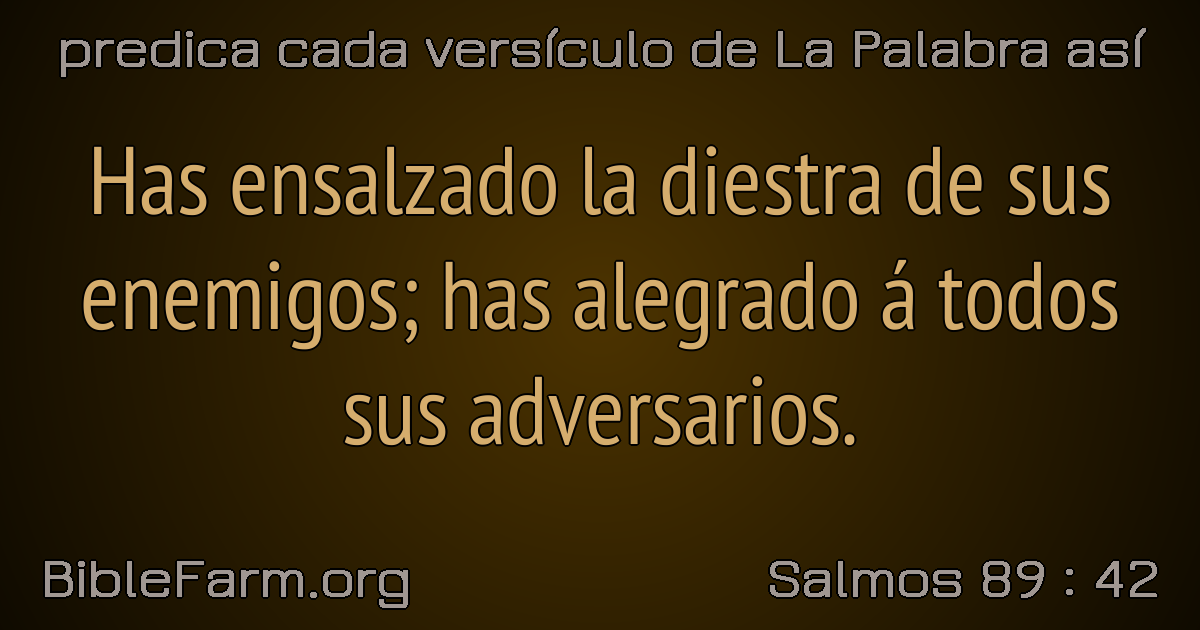 predica cada versículo de La Palabra así
Has ensalzado la diestra de sus
enemigos; has alegrado á todos
sus adversarios.
BibleFarm.org
Salmos 89 : 42